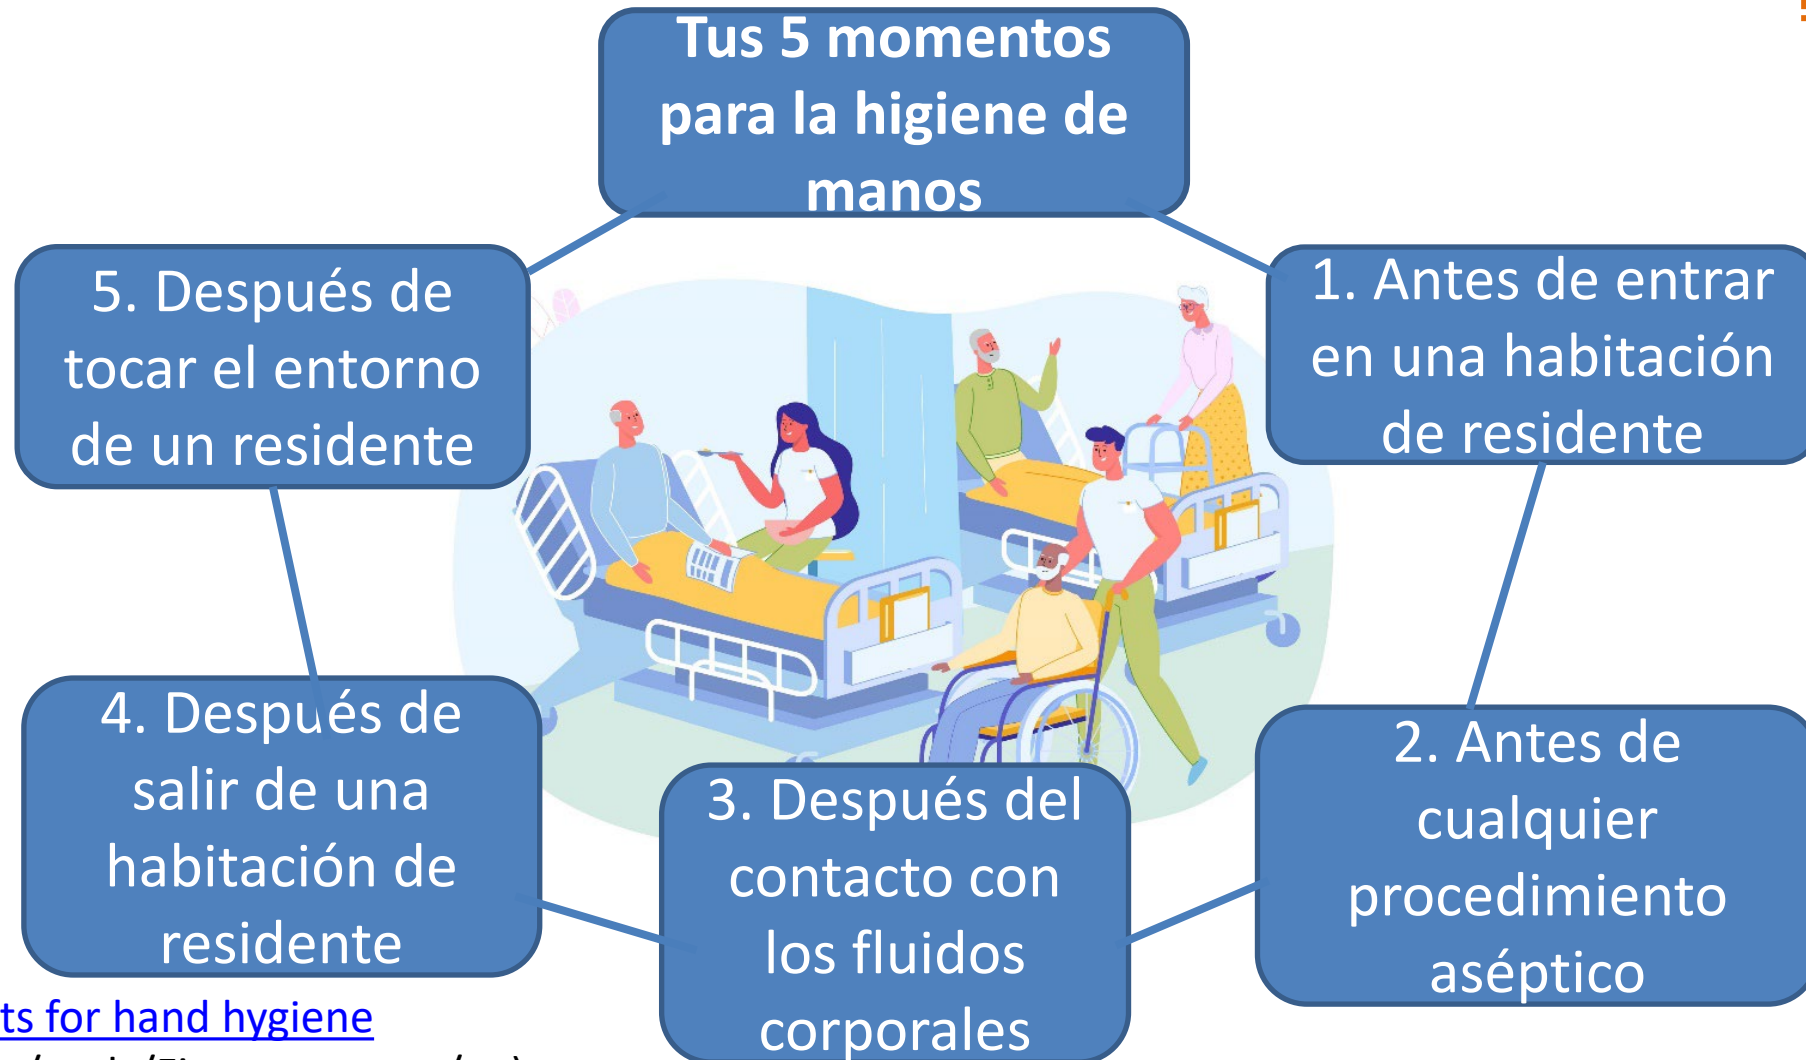 Tus 5 momentos
para la higiene de
manos
1. Antes de entrar
en una habitación
de residente
2. Antes de
cualquier
procedimiento
aséptico
3. Después del
contacto con
los fluidos
corporales
4. Después de
salir de una
habitación de
residente
5. Después de
tocar el entorno
de un residente
ts for hand hygiene